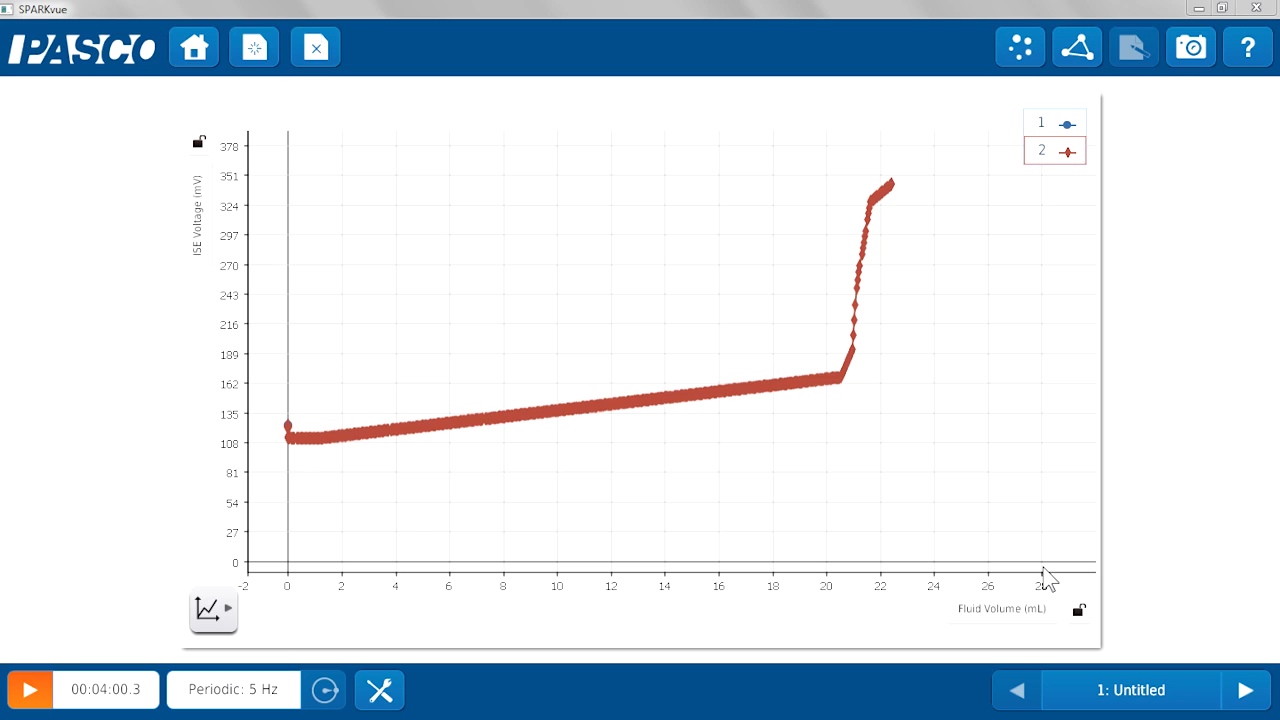 SPARKvue
PASCO
?
1
2
ISE Voltage (mV)
378
351
324
297
270
243
216
189
162
135
108
81
54
27
0
-2 0 2 4 6 8 10 12 14 16 18 20 22 24 26
Fluid Volume (mL)
00:04:00.3
Periodic: 5 Hz
1: Untitled